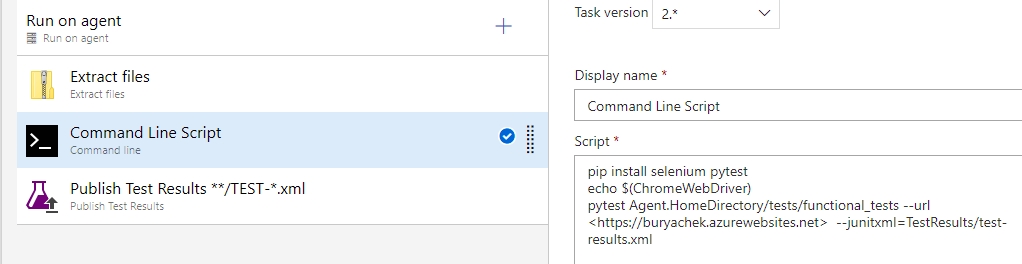 Run on agent
Run on agent
Extract files
Extract files
Command Line Script
Command line
Publish Test Results **/TEST-*.xml
Publish Test Results
Task version 2.*
Display name *
Command Line Script
Script *
pip install selenium pytest
echo $(ChromeWebDriver)
pytest Agent.HomeDirectory/tests/functional_tests --url
<https://buryachek.azurewebsites.net> --junitxml=TestResults/test-
results.xml